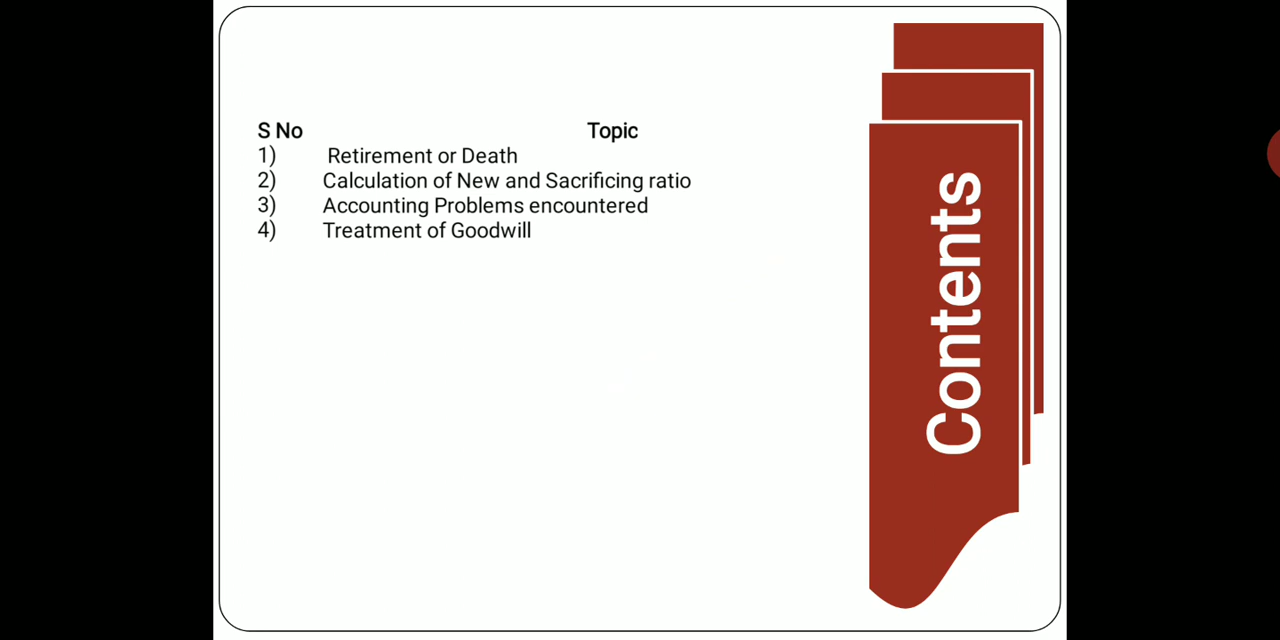 S No Topic
1) Retirement or Death
2) Calculation of New and Sacrificing ratio
3) Accounting Problems encountered
4) Treatment of Goodwill
Contents